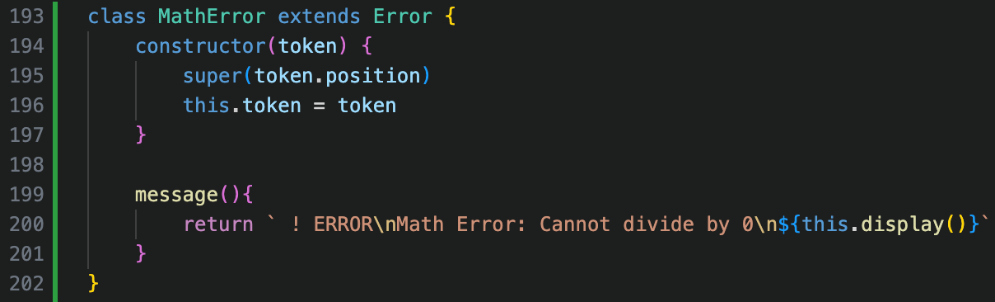 193 class MathError extends Error {
194     constructor(token) {
195         super(token.position)
196         this.token = token
197     }
198
199     message(){
200         return ` ! ERROR\nMath Error: Cannot divide by 0\n${this.display()}`
201     }
202 }